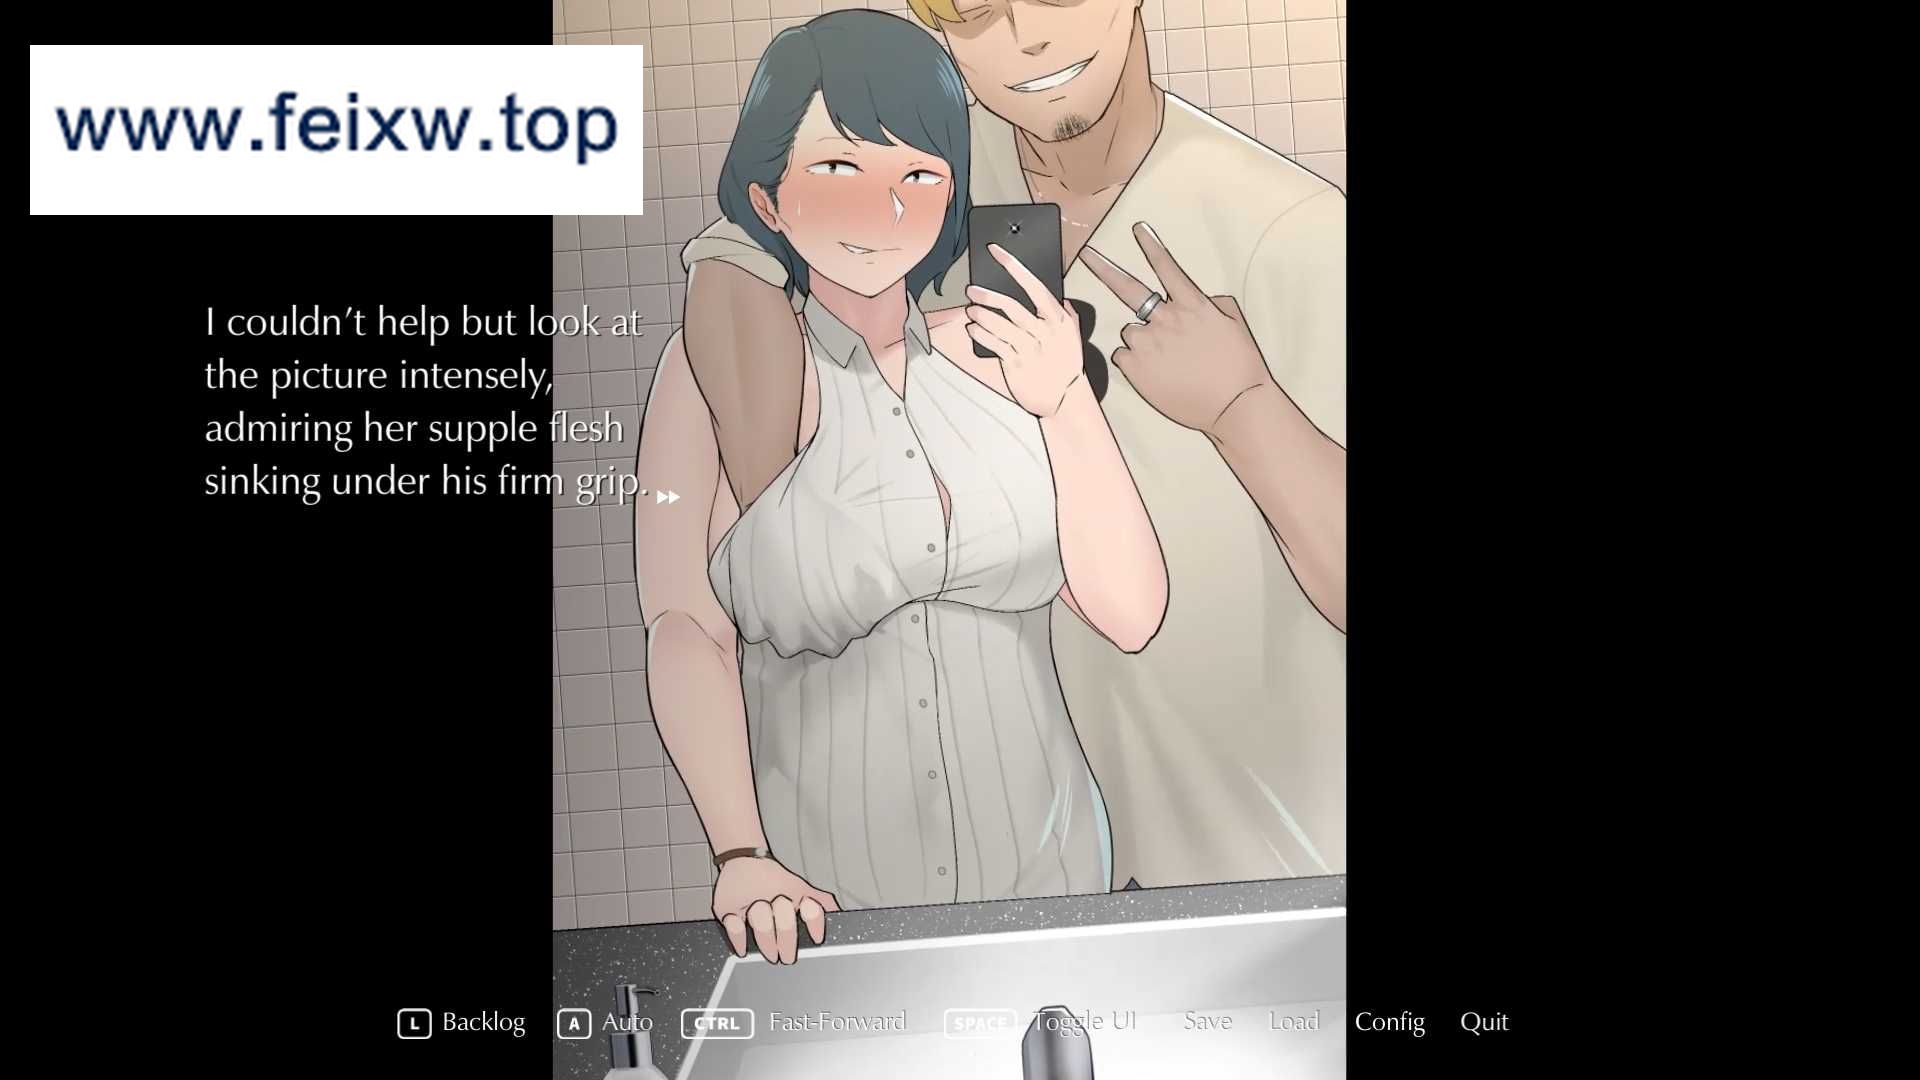 www.feixw.top
I couldn’t help but look at
the picture intensely,
admiring her supple flesh
sinking under his firm grip.
L Backlog A Auto CTRL Fast-Forward SPACE Toggle UI Save Load Config Quit